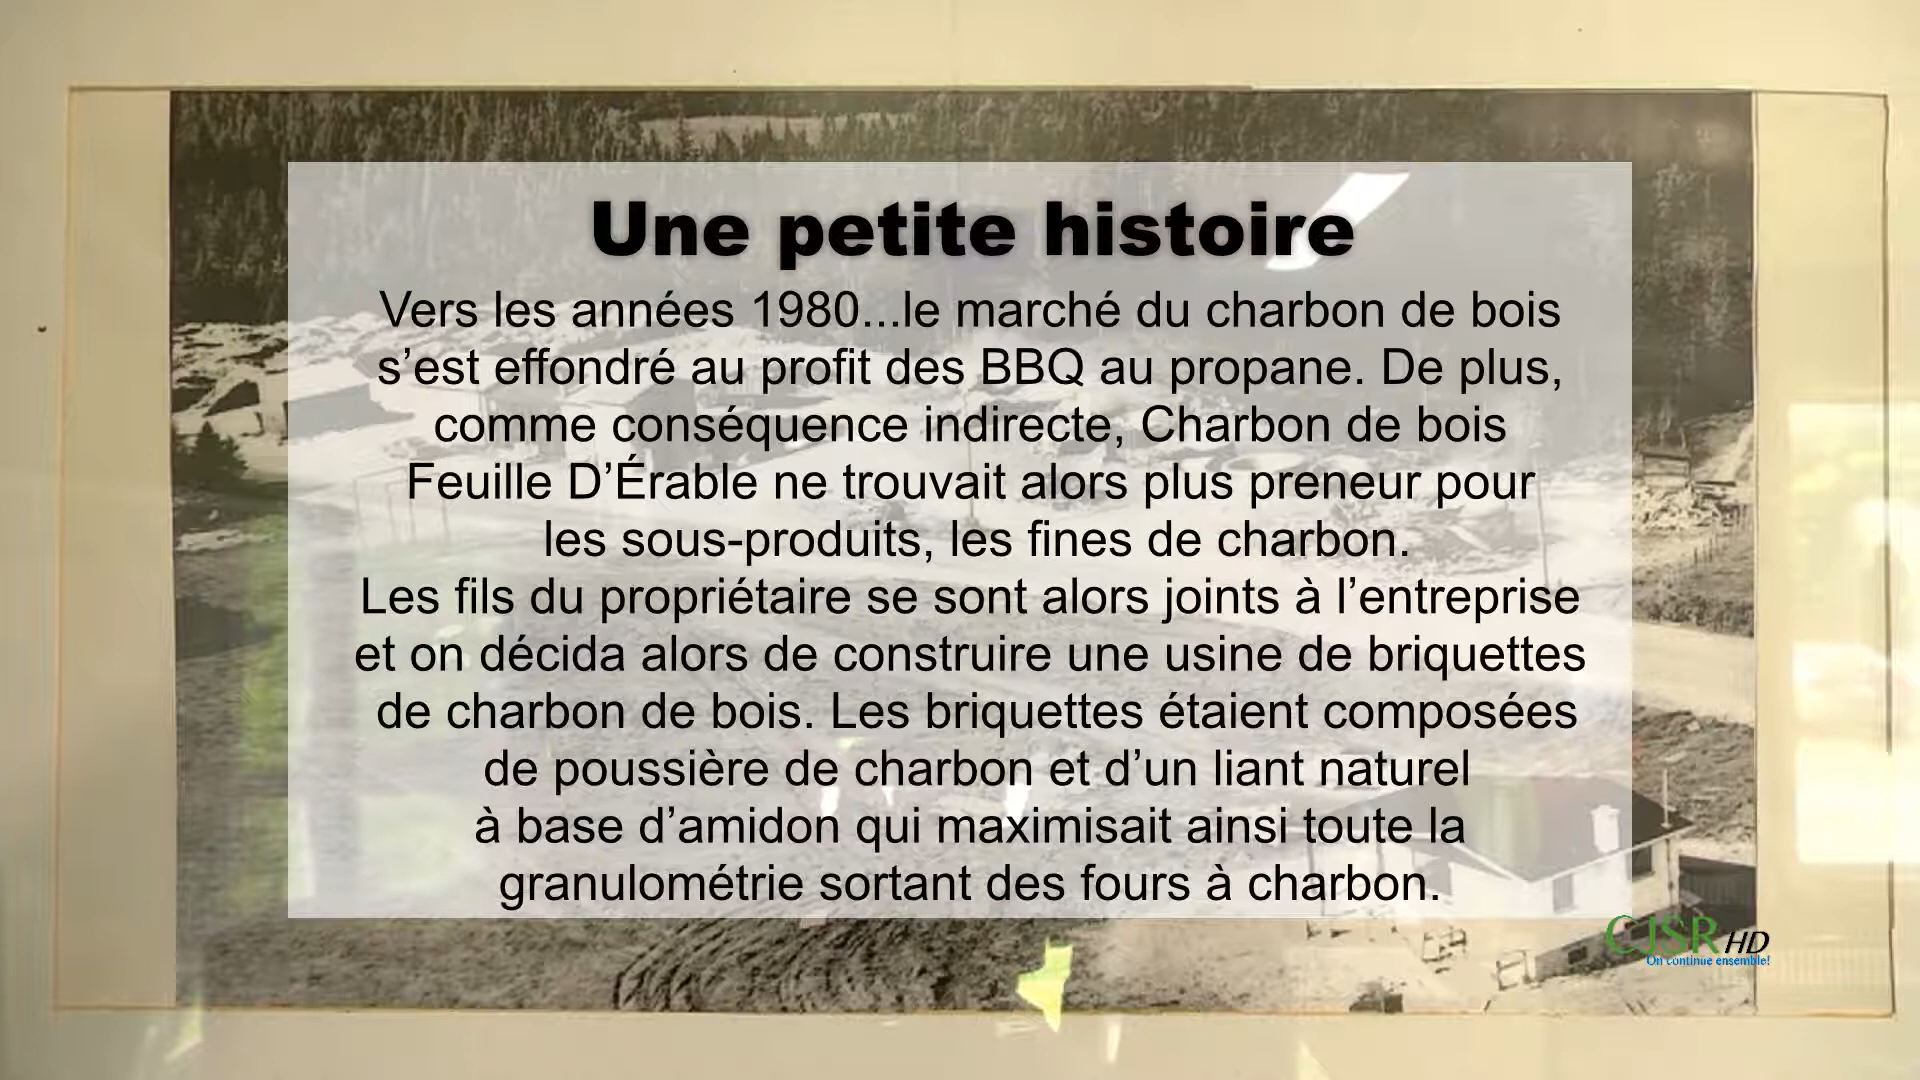 Une petite histoire
Vers les années 1980...le marché du charbon de bois
s’est effondré au profit des BBQ au propane. De plus,
comme conséquence indirecte, Charbon de bois
Feuille D’Érable ne trouvait alors plus preneur pour
les sous-produits, les fines de charbon.
Les fils du propriétaire se sont alors joints à l’entreprise
et on décida alors de construire une usine de briquettes
de charbon de bois. Les briquettes étaient composées
de poussière de charbon et d’un liant naturel
à base d’amidon qui maximisait ainsi toute la
granulométrie sortant des fours à charbon.
CJSR HD
On continue ensemble!